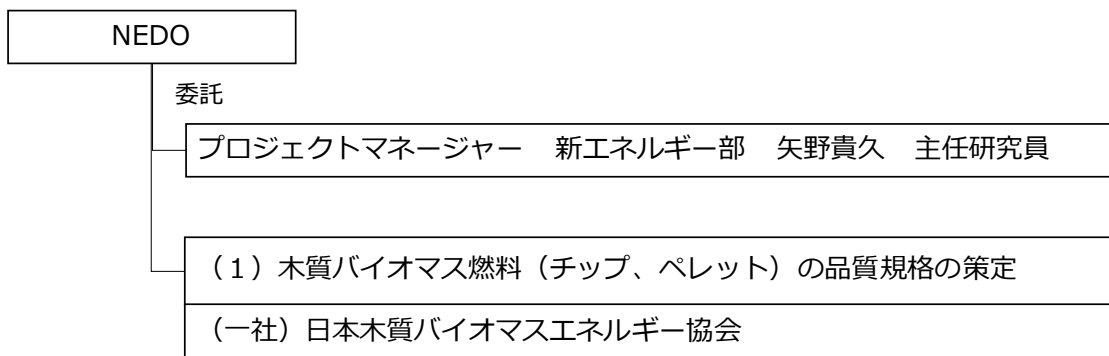 NEDO
委託
プロジェクトマネージャー　新エネルギー部　矢野貴久　主任研究員
（１）木質バイオマス燃料（チップ、ペレット）の品質規格の策定
（一社）日本木質バイオマスエネルギー協会